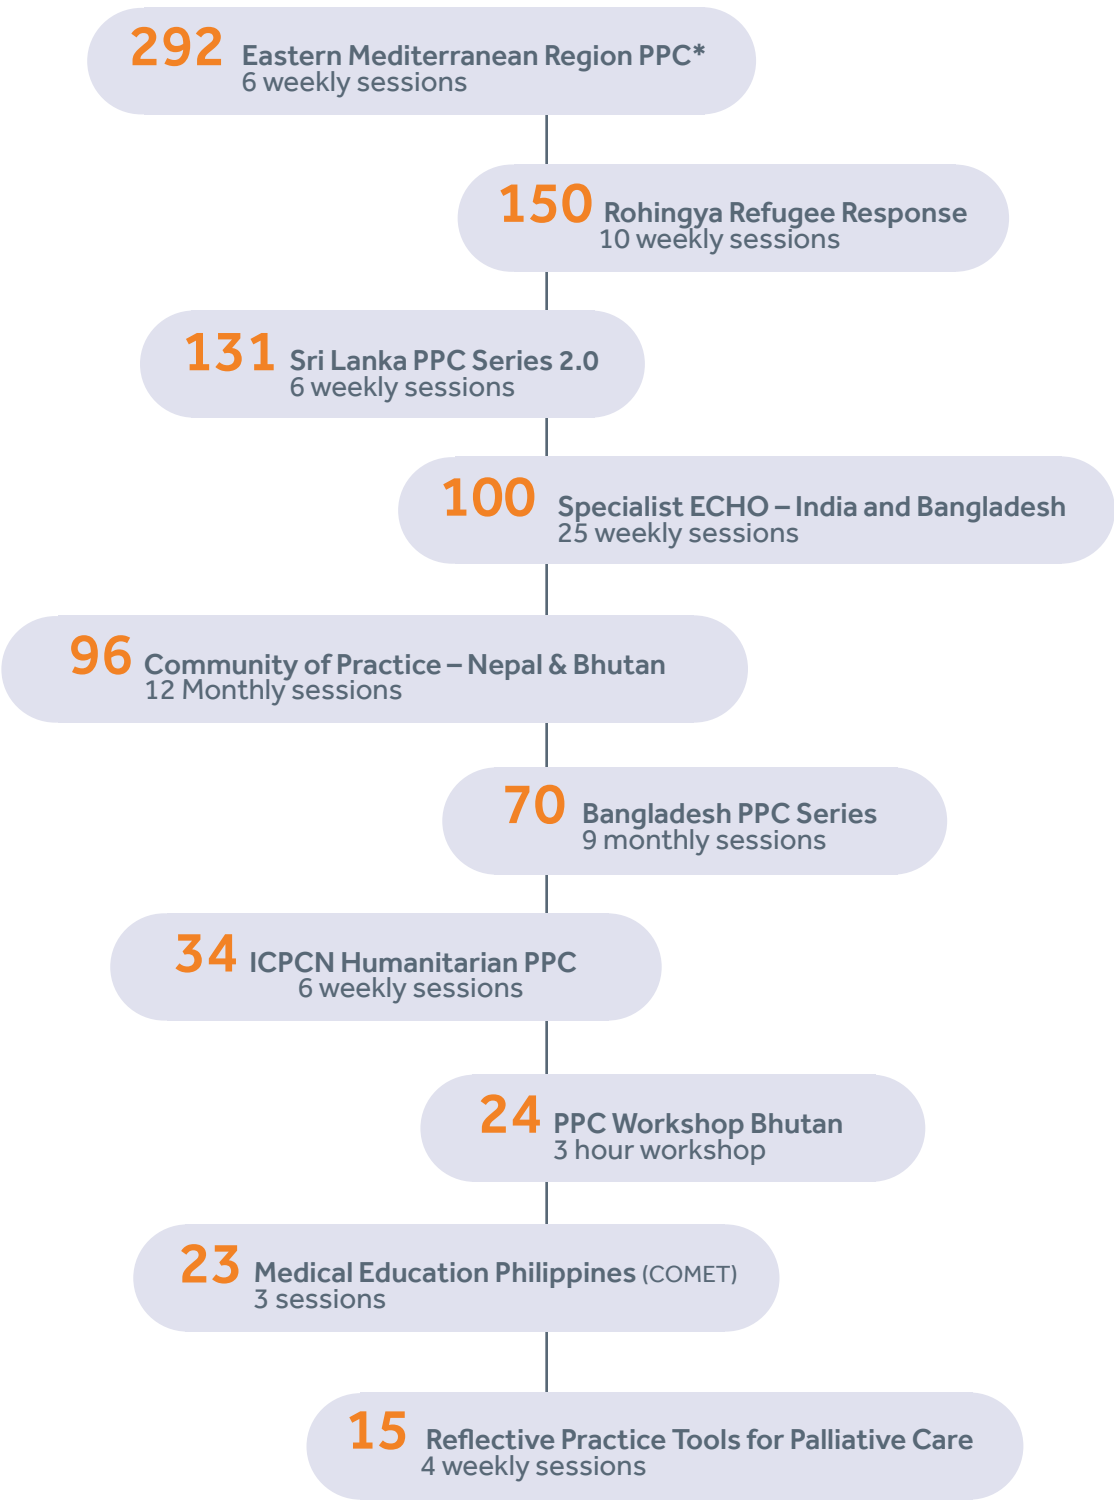 292 Eastern Mediterranean Region PPC*
6 weekly sessions
150 Rohingya Refugee Response
10 weekly sessions
131 Sri Lanka PPC Series 2.0
6 weekly sessions
100 Specialist ECHO – India and Bangladesh
25 weekly sessions
96 Community of Practice – Nepal & Bhutan
12 Monthly sessions
70 Bangladesh PPC Series
9 monthly sessions
34 ICPCN Humanitarian PPC
6 weekly sessions
24 PPC Workshop Bhutan
3 hour workshop
23 Medical Education Philippines (COMET)
3 sessions
15 Reflective Practice Tools for Palliative Care
4 weekly sessions